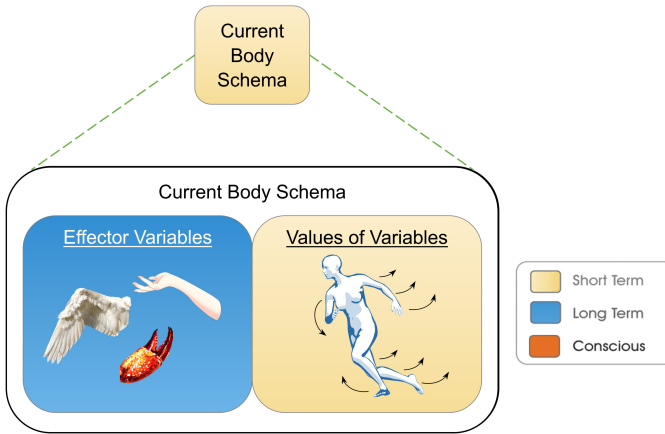 Current
Body
Schema
Current Body Schema
Effector Variables
Values of Variables
Short Term
Long Term
Conscious